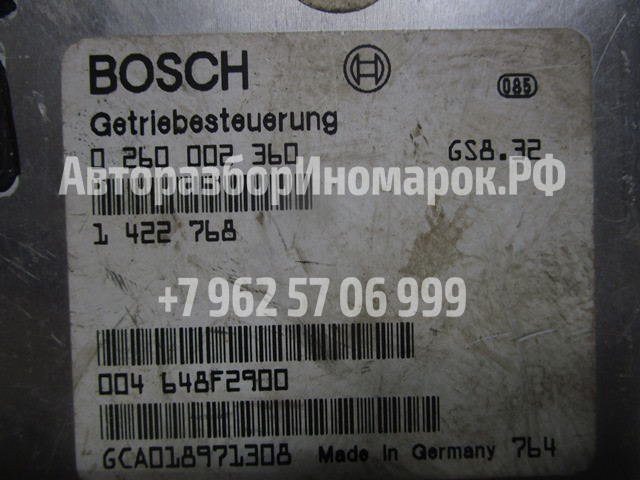 BOSCH
085
Getriebesteuerung
0 260 002 360 GS8.32
АвторазборИномарок.РФ
1 422 768
+7 962 57 06 999
004 648F2900
GCA018971308 Made in Germany 764